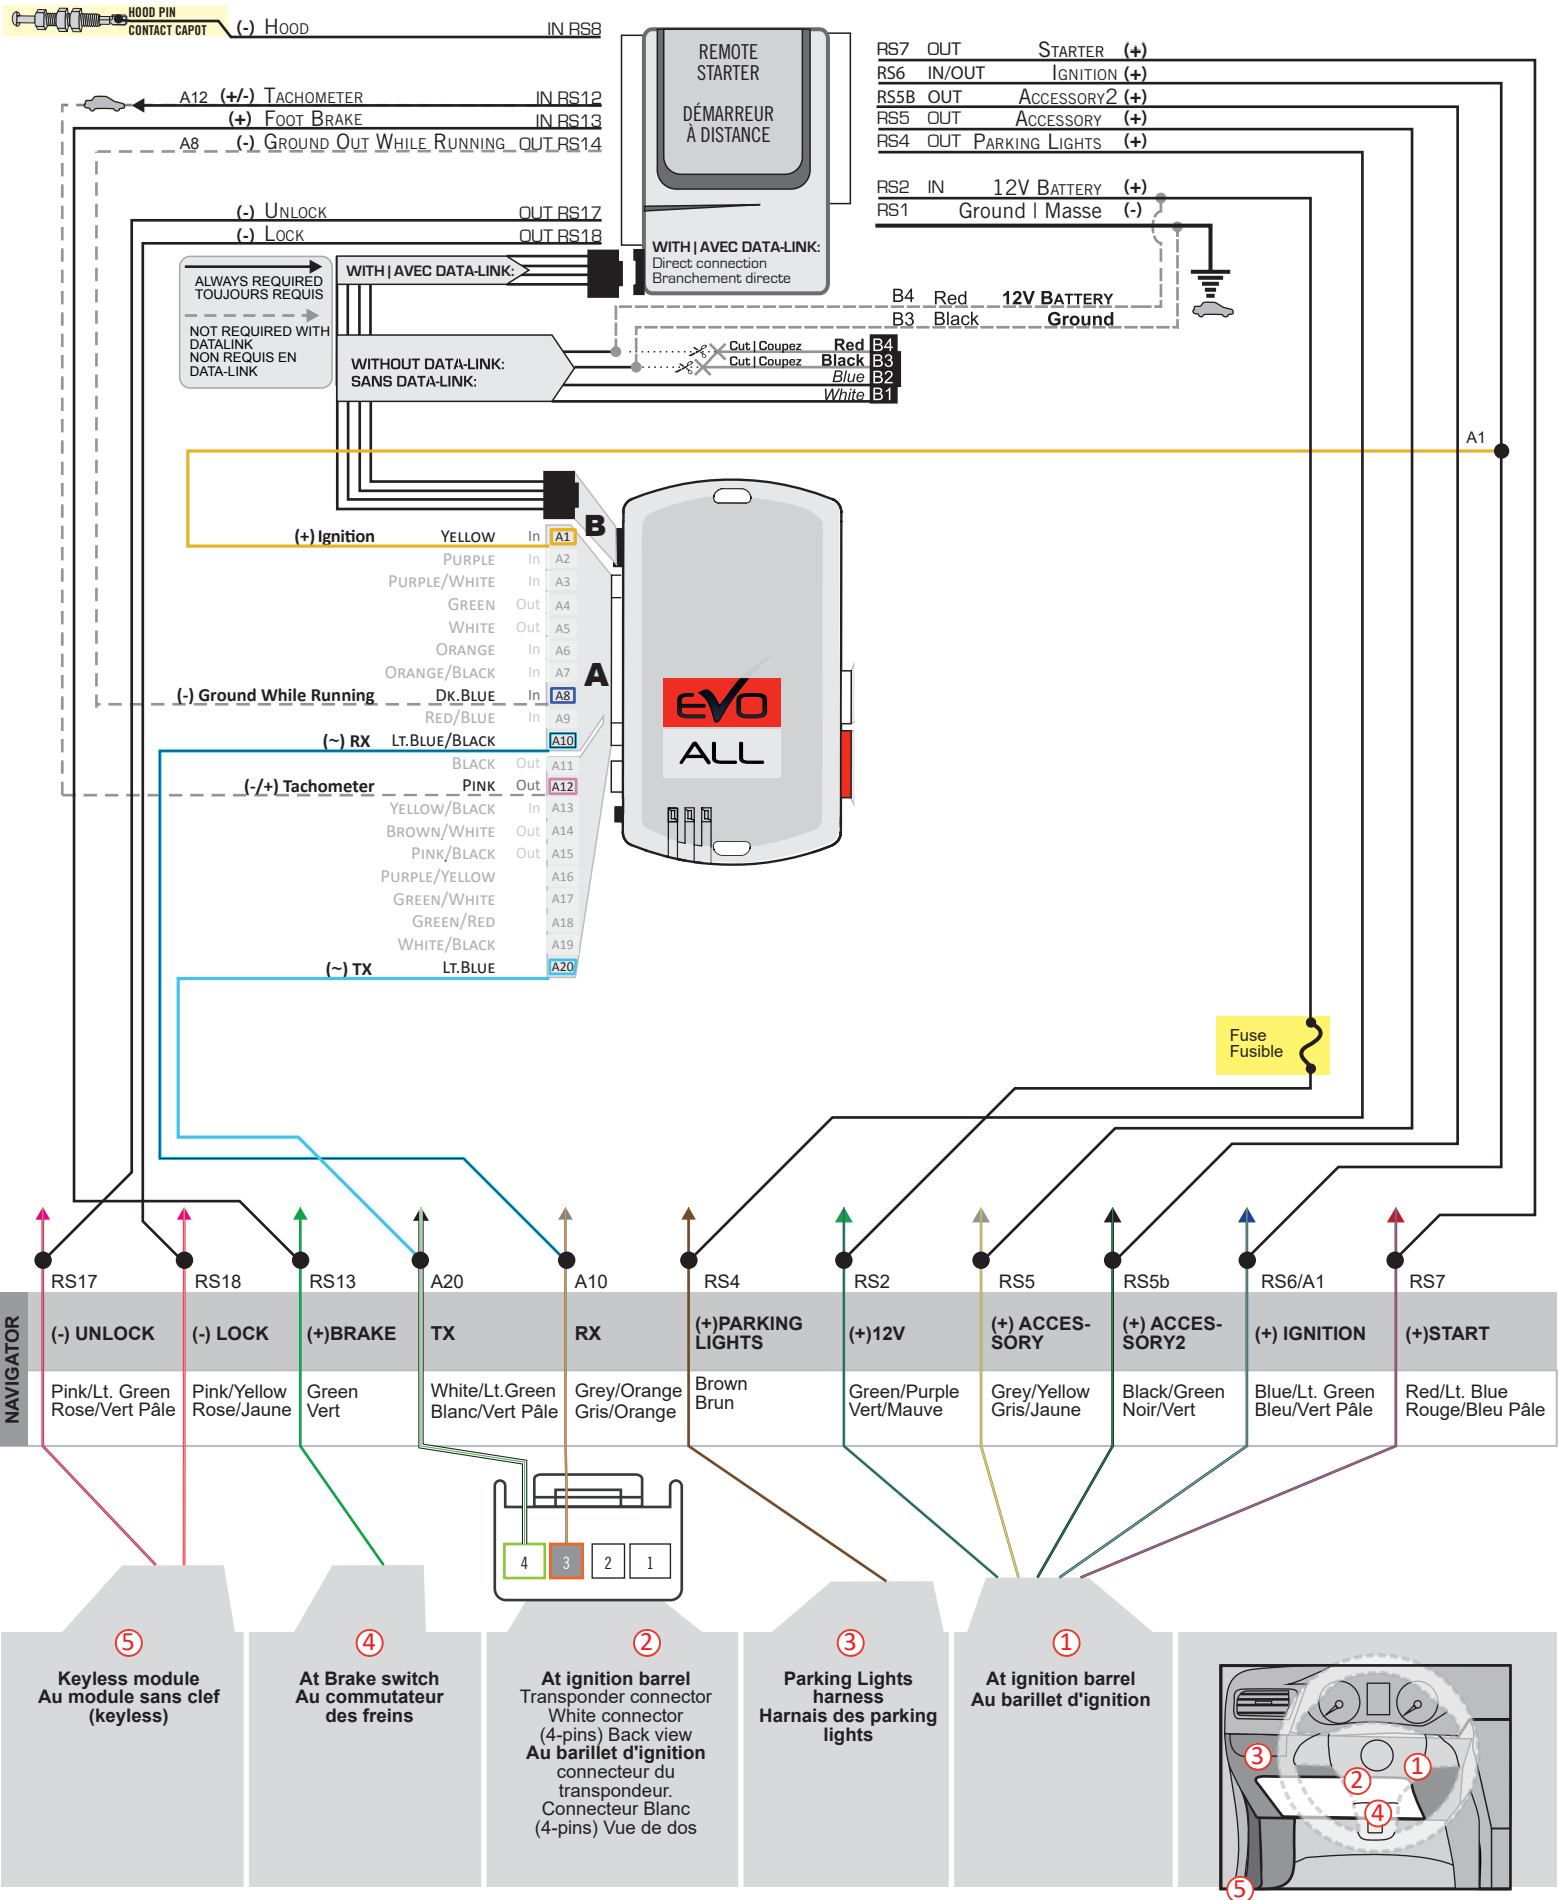 HOOD PIN
CONTACT CAPOT
(-) HOOD IN RS8
A12 (+/-) TACHOMETER IN RS12
(+) FOOT BRAKE IN RS13
A8 (-) GROUND OUT WHILE RUNNING OUT RS14
(-) UNLOCK OUT RS17
(-) LOCK OUT RS18
REMOTE
STARTER
DÉMARREUR
À DISTANCE
WITH | AVEC DATA-LINK:
Direct connection
Branchement directe
RS7 OUT STARTER (+)
RS6 IN/OUT IGNITION (+)
RS5B OUT ACCESSORY2 (+)
RS5 OUT ACCESSORY (+)
RS4 OUT PARKING LIGHTS (+)
RS2 IN 12V BATTERY (+)
RS1 Ground | Masse (-)
ALWAYS REQUIRED
TOUJOURS REQUIS
NOT REQUIRED WITH
DATALINK
NON REQUIS EN
DATA-LINK
WITH | AVEC DATA-LINK:
WITHOUT DATA-LINK:
SANS DATA-LINK:
B4 Red 12V BATTERY
B3 Black Ground
Cut | Coupez Red B4
Cut | Coupez Black B3
Blue B2
White B1
A1
B
A
(+) Ignition YELLOW In A1
PURPLE In A2
PURPLE/WHITE In A3
GREEN Out A4
WHITE Out A5
ORANGE In A6
ORANGE/BLACK In A7
(-) Ground While Running DK.BLUE In A8
RED/BLUE In A9
(~) RX LT.BLUE/BLACK A10
BLACK Out A11
(-/+) Tachometer PINK Out A12
YELLOW/BLACK In A13
BROWN/WHITE Out A14
PINK/BLACK Out A15
PURPLE/YELLOW A16
GREEN/WHITE A17
GREEN/RED A18
WHITE/BLACK A19
(~) TX LT.BLUE A20
EVO
ALL
Fuse
Fusible
RS17 RS18 RS13 A20 A10 RS4 RS2 RS5 RS5b RS6/A1 RS7
NAVIGATOR
(-) UNLOCK
(-) LOCK
(+)BRAKE
TX
RX
(+)PARKING
LIGHTS
(+)12V
(+) ACCES-
SORY
(+) ACCES-
SORY2
(+) IGNITION
(+)START
Pink/Lt. Green
Rose/Vert Pâle
Pink/Yellow
Rose/Jaune
Green
Vert
White/Lt.Green
Blanc/Vert Pâle
Grey/Orange
Gris/Orange
Brown
Brun
Green/Purple
Vert/Mauve
Grey/Yellow
Gris/Jaune
Black/Green
Noir/Vert
Blue/Lt. Green
Bleu/Vert Pâle
Red/Lt. Blue
Rouge/Bleu Pâle
4 3 2 1
5
Keyless module
Au module sans clef
(keyless)
4
At Brake switch
Au commutateur
des freins
2
At ignition barrel
Transponder connector
White connector
(4-pins) Back view
Au barillet d'ignition
connecteur du
transpondeur.
Connecteur Blanc
(4-pins) Vue de dos
3
Parking Lights
harness
Harnais des parking
lights
1
At ignition barrel
Au barillet d'ignition
3
1
2
4
5